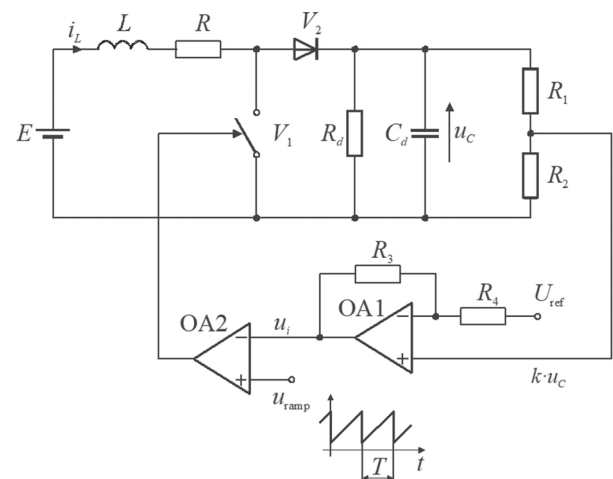 i_L L R V_2
E V_1 R_d C_d u_C R_1
R_2
R_3
OA1 R_4 U_ref
OA2 u_i
− +
− +
u_ramp k·u_C
T t